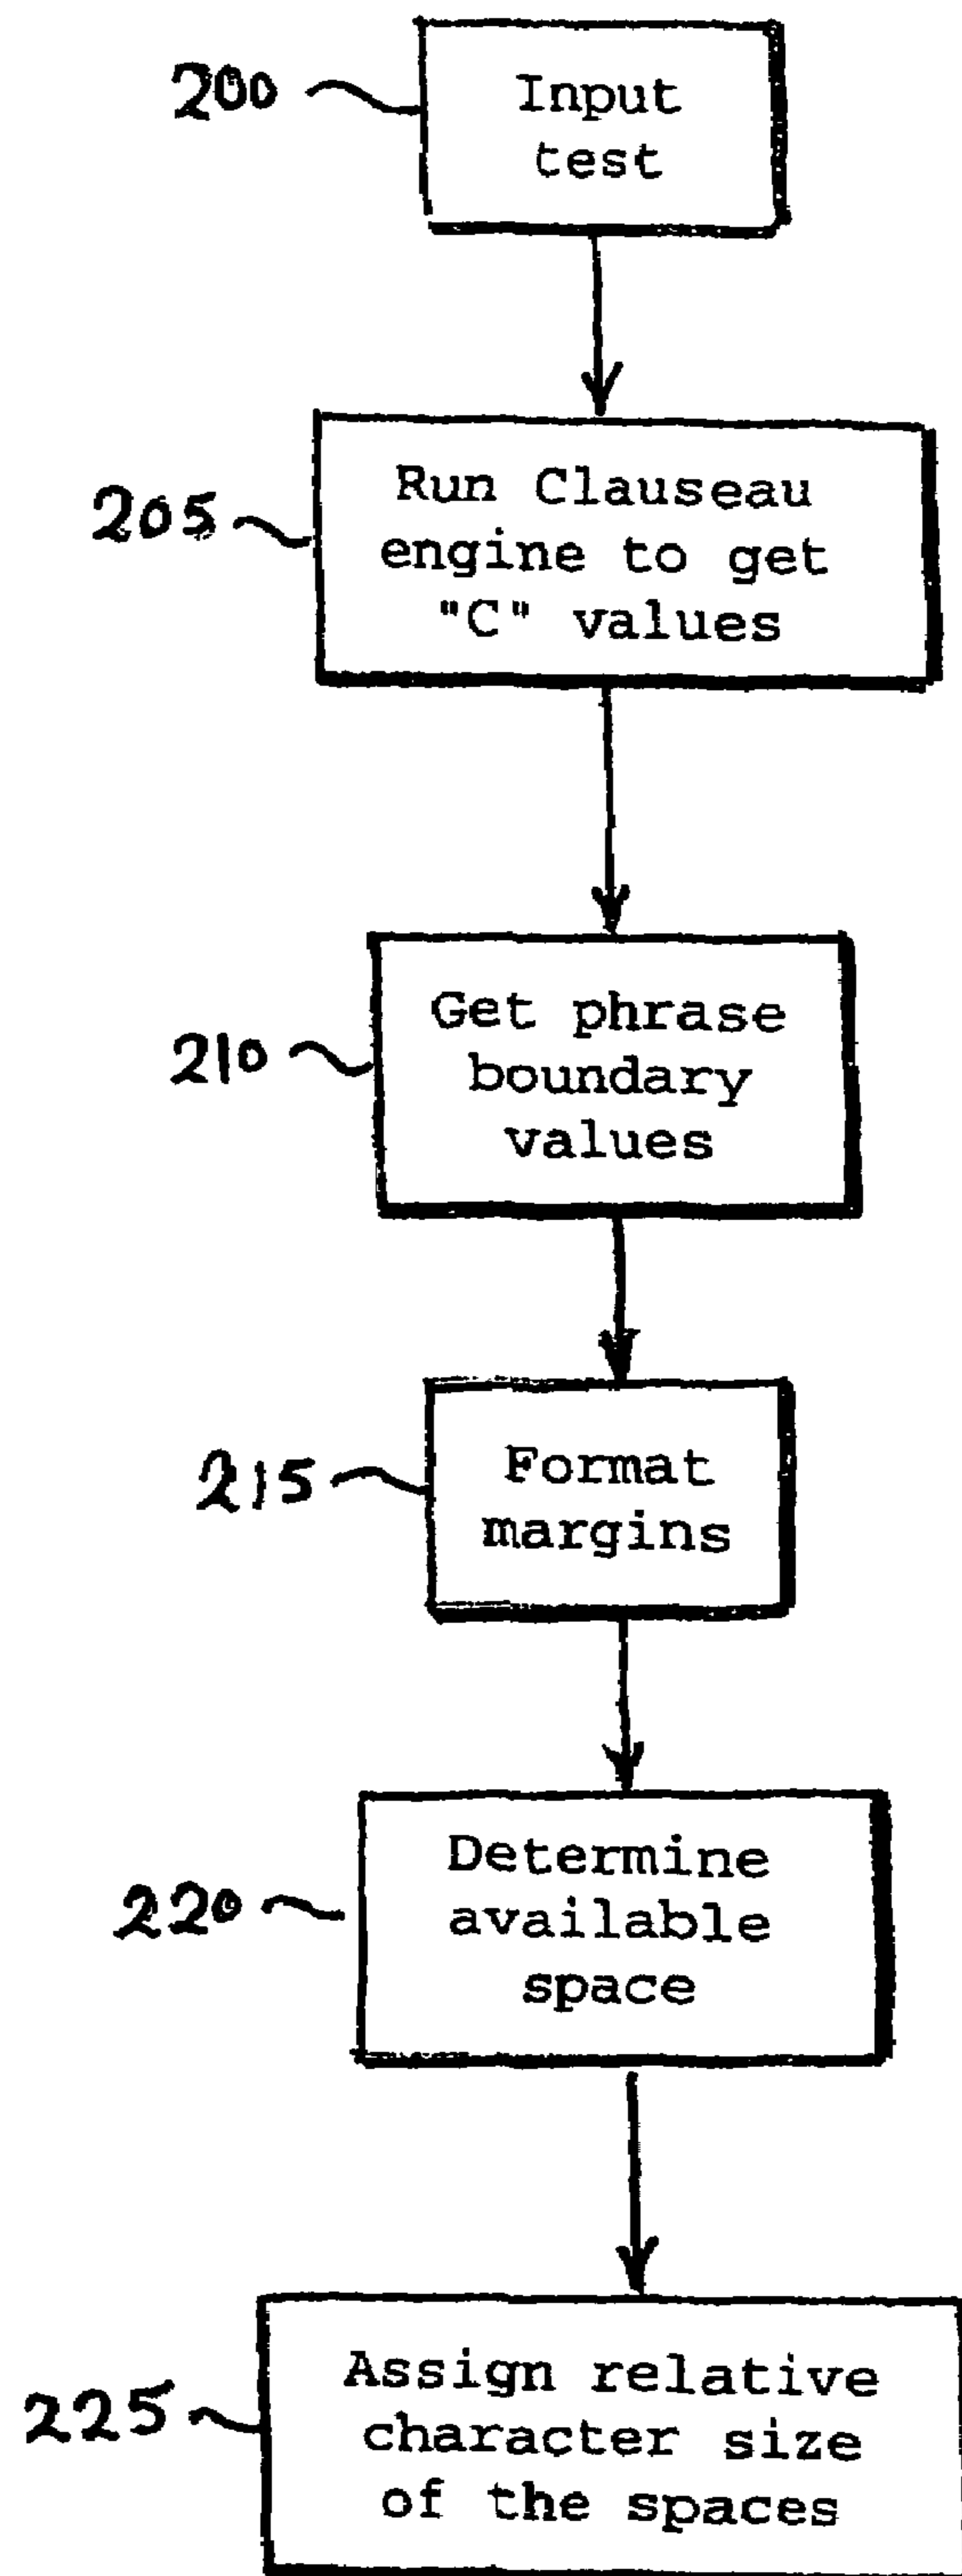 200
Input
test
205
Run Clauseau
engine to get
"C" values
210
Get phrase
boundary
values
215
Format
margins
220
Determine
available
space
225
Assign relative
character size
of the spaces